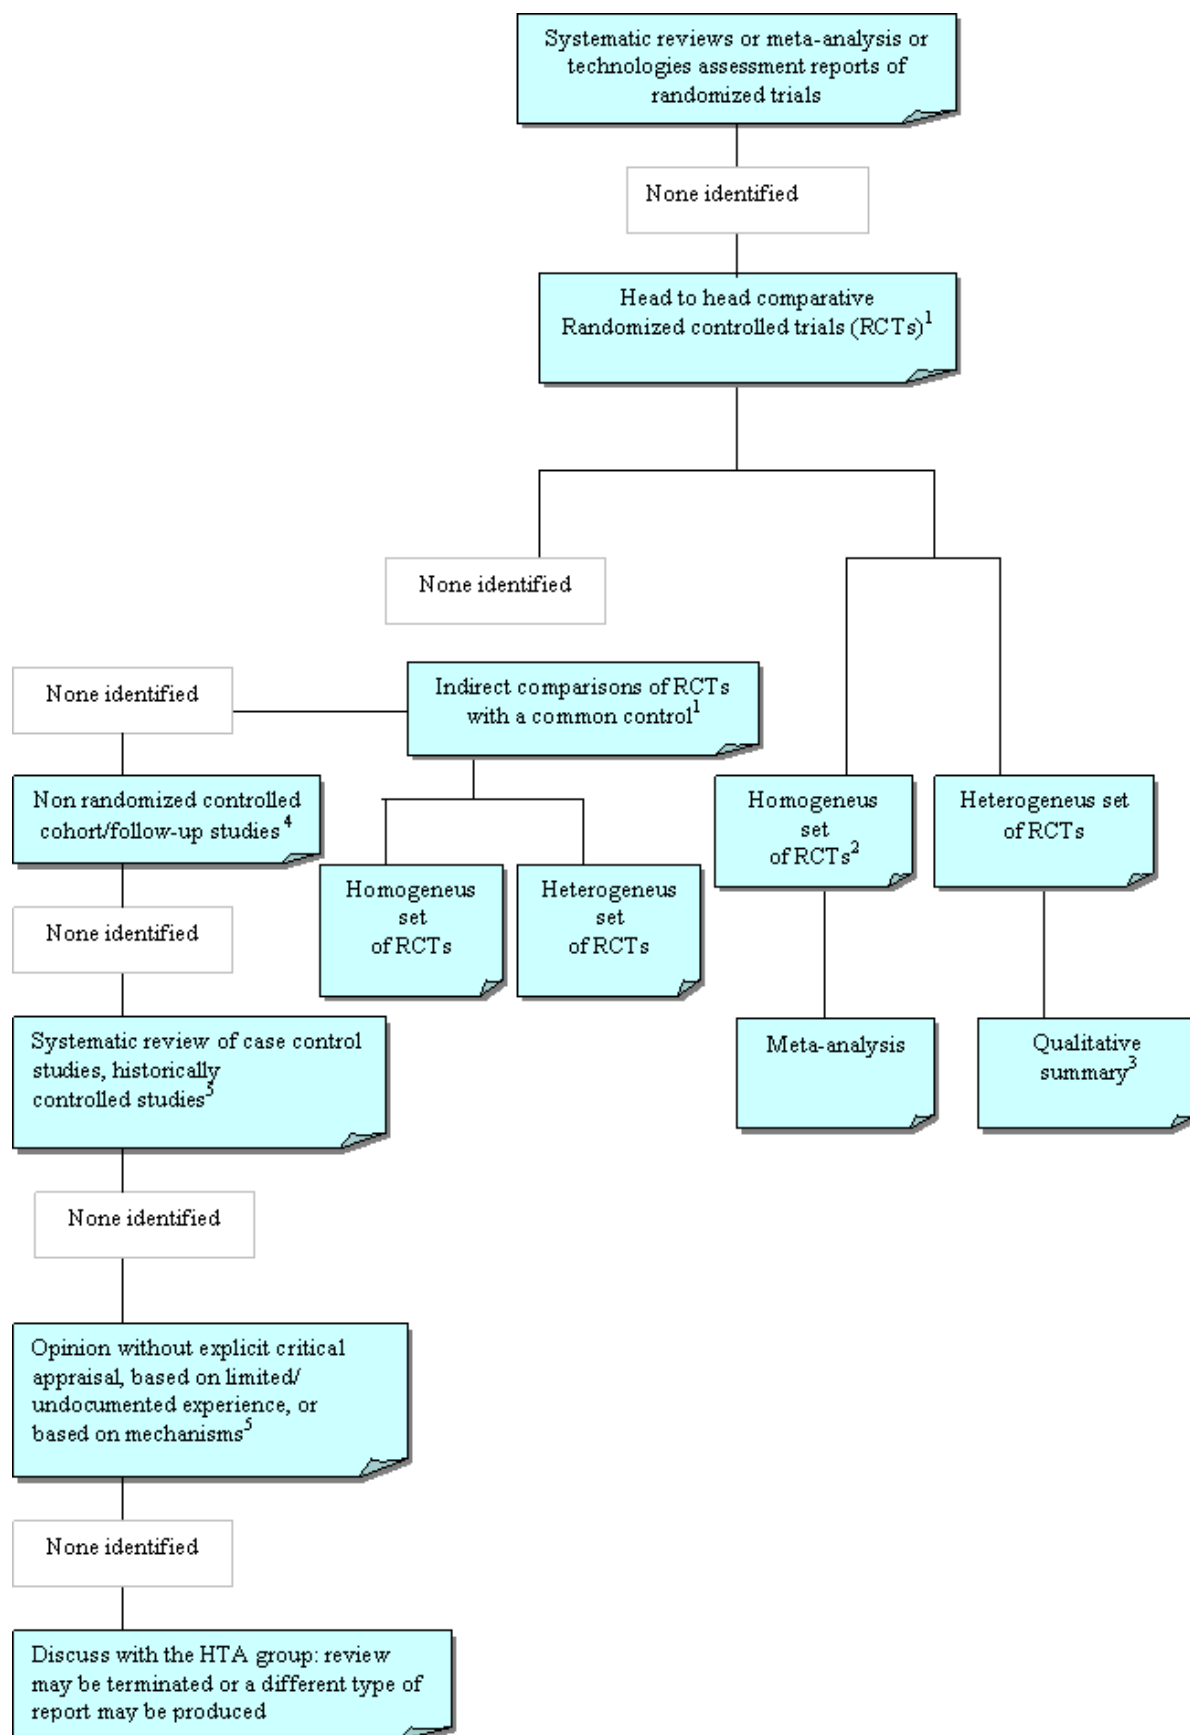 Systematic reviews or meta-analysis or
technologies assessment reports of
randomized trials
None identified
Head to head comparative
Randomized controlled trials (RCTs)1
None identified
None identified
Indirect comparisons of RCTs
with a common control1
Non randomized controlled
cohort/follow-up studies 4
Homogeneus
set
of RCTs2
Heterogeneus set
of RCTs
Homogeneus
set
of RCTs
Heterogeneus
set
of RCTs
None identified
Systematic review of case control
studies, historically
controlled studies5
Meta-analysis
Qualitative
summary3
None identified
Opinion without explicit critical
appraisal, based on limited/
undocumented experience, or
based on mechanisms5
None identified
Discuss with the HTA group: review
may be terminated or a different type of
report may be produced